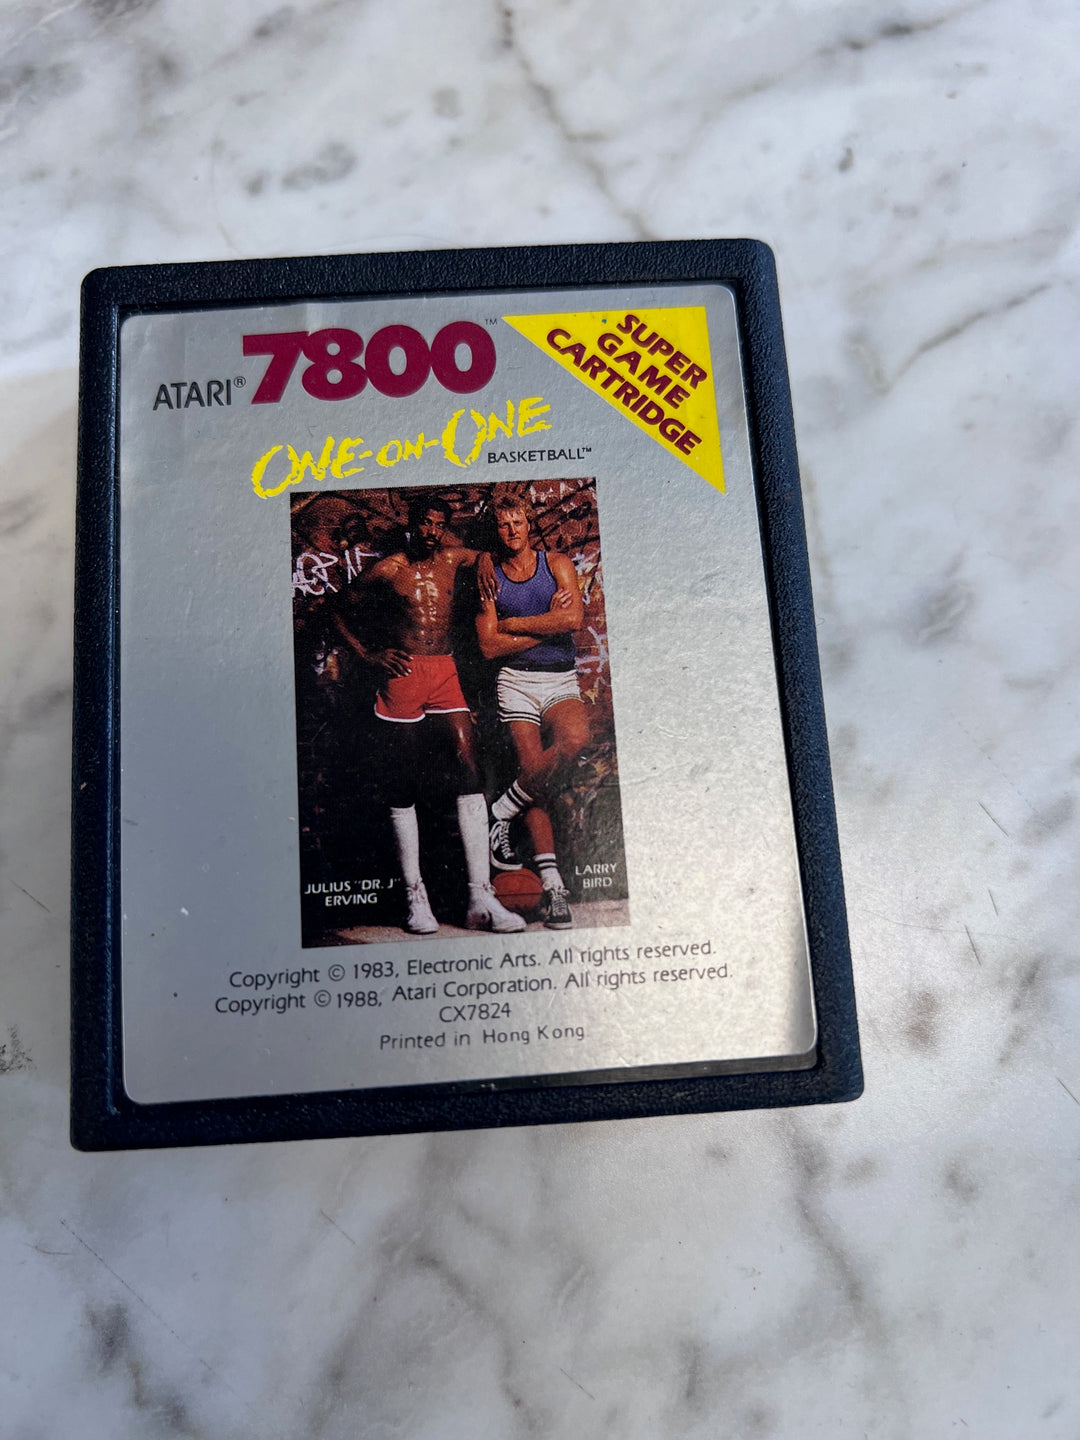 ATARI® 7800™
SUPER
GAME
CARTRIDGE
ONE-ON-ONE
BASKETBALL™
JULIUS "DR. J"
ERVING
LARRY
BIRD
Copyright © 1983, Electronic Arts. All rights reserved.
Copyright © 1988, Atari Corporation. All rights reserved.
CX7824
Printed in Hong Kong